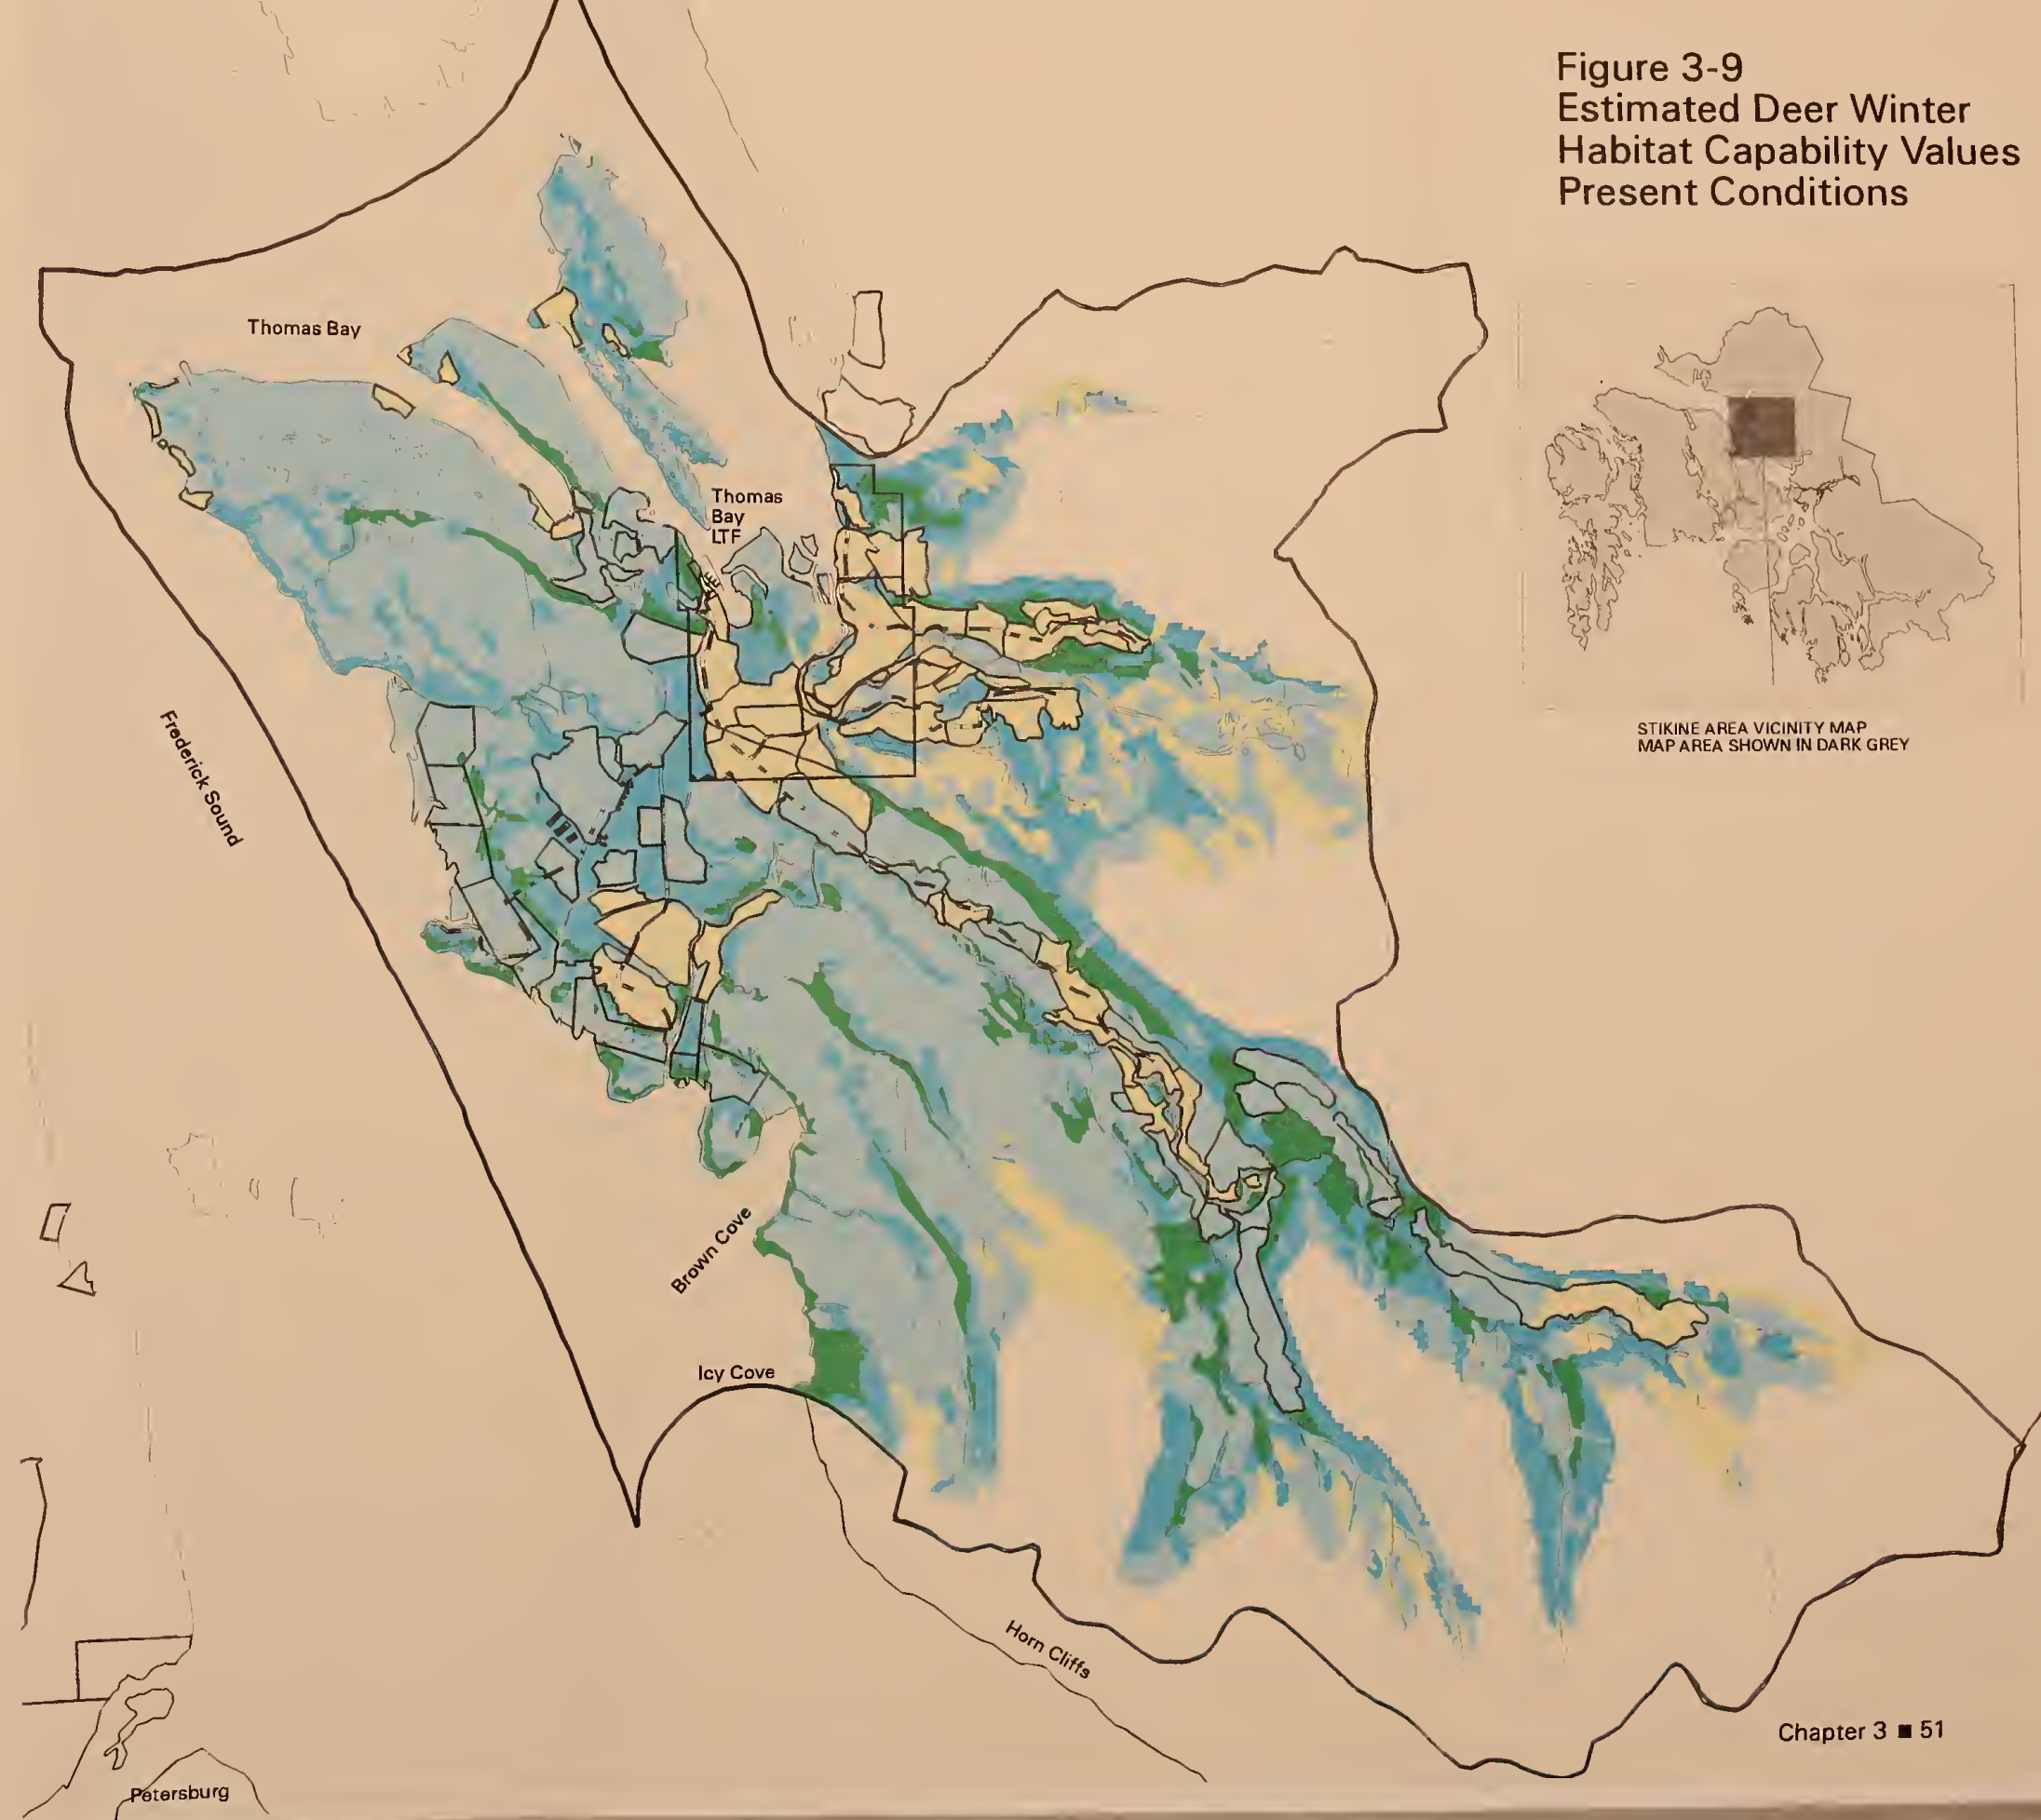 Figure 3-9
Estimated Deer Winter
Habitat Capability Values
Present Conditions
Thomas Bay
Thomas
Bay
LTF
Frederick Sound
STIKINE AREA VICINITY MAP
MAP AREA SHOWN IN DARK GREY
Brown Cove
Icy Cove
Horn Cliffs
Chapter 3 ■ 51
Petersburg